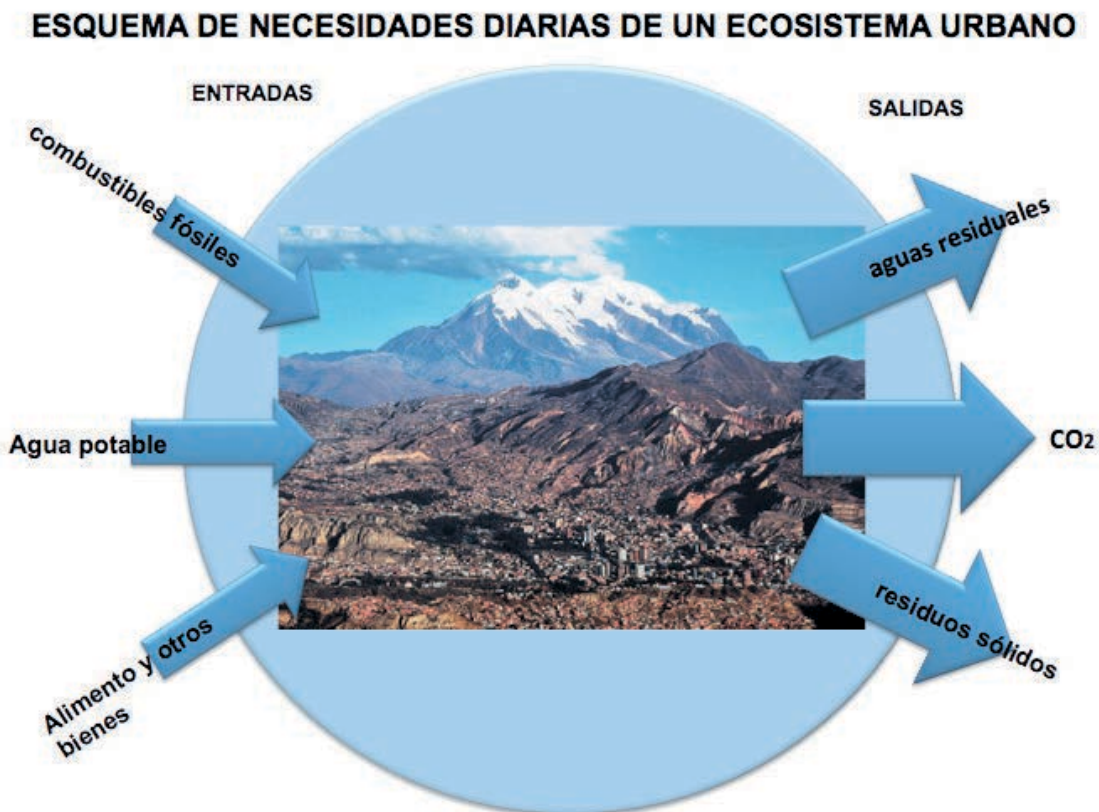 ESQUEMA DE NECESIDADES DIARIAS DE UN ECOSISTEMA URBANO
ENTRADAS
SALIDAS
combustibles fósiles
aguas residuales
Agua potable
CO2
Alimento y otros
bienes
residuos sólidos